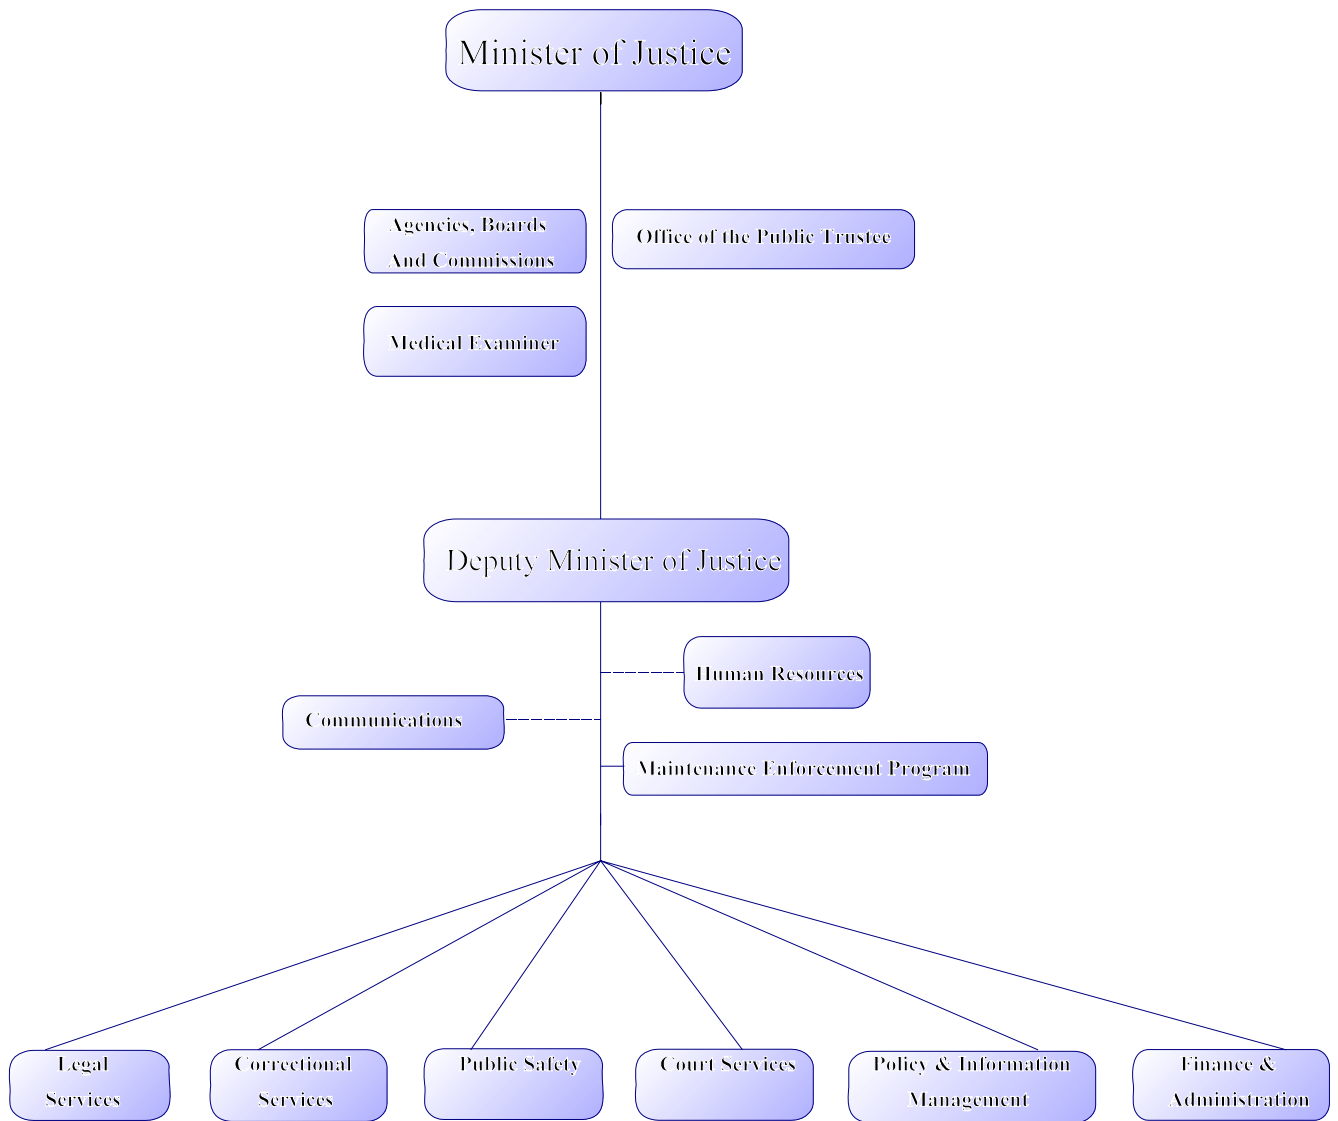 Minister of Justice
Agencies, Boards
And Commissions
Office of the Public Trustee
Medical Examiner
Deputy Minister of Justice
Human Resources
Communications
Maintenance Enforcement Program
Legal
Services
Correctional
Services
Public Safety
Court Services
Policy & Information
Management
Finance &
Administration